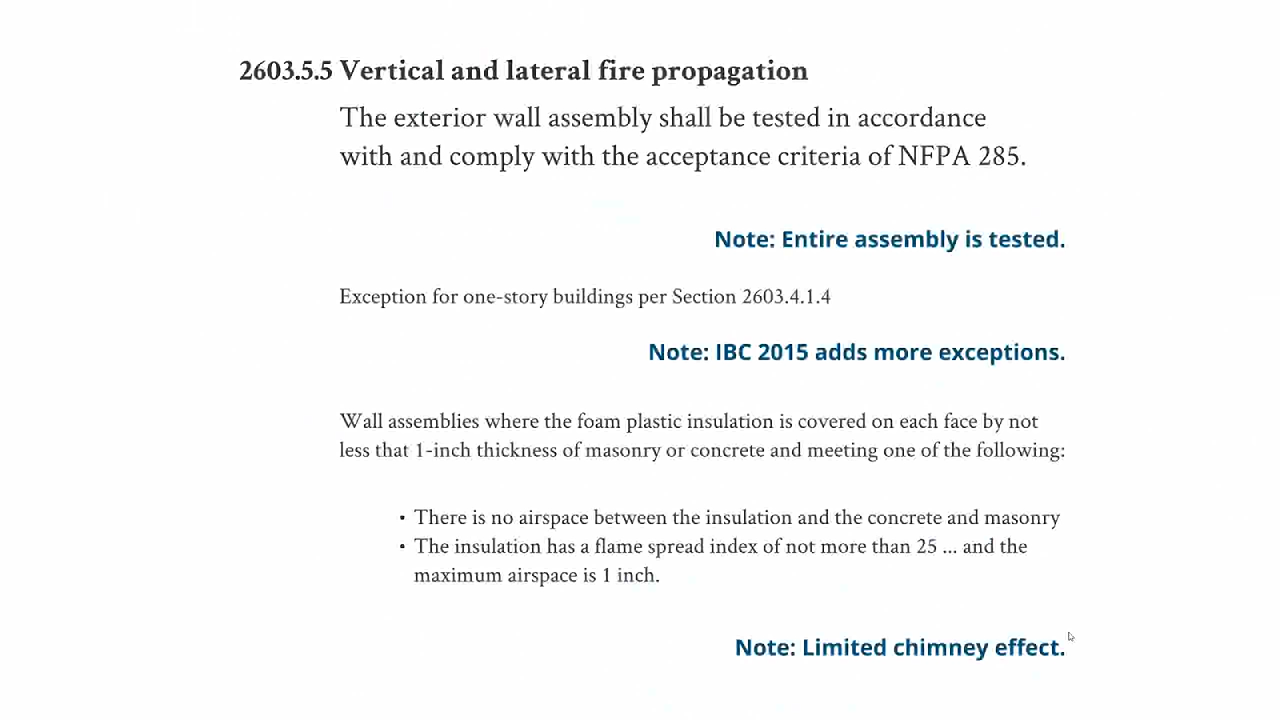 2603.5.5 Vertical and lateral fire propagation
The exterior wall assembly shall be tested in accordance
with and comply with the acceptance criteria of NFPA 285.
Note: Entire assembly is tested.
Exception for one-story buildings per Section 2603.4.1.4
Note: IBC 2015 adds more exceptions.
Wall assemblies where the foam plastic insulation is covered on each face by not
less that 1-inch thickness of masonry or concrete and meeting one of the following:
• There is no airspace between the insulation and the concrete and masonry
• The insulation has a flame spread index of not more than 25 ... and the
maximum airspace is 1 inch.
Note: Limited chimney effect.